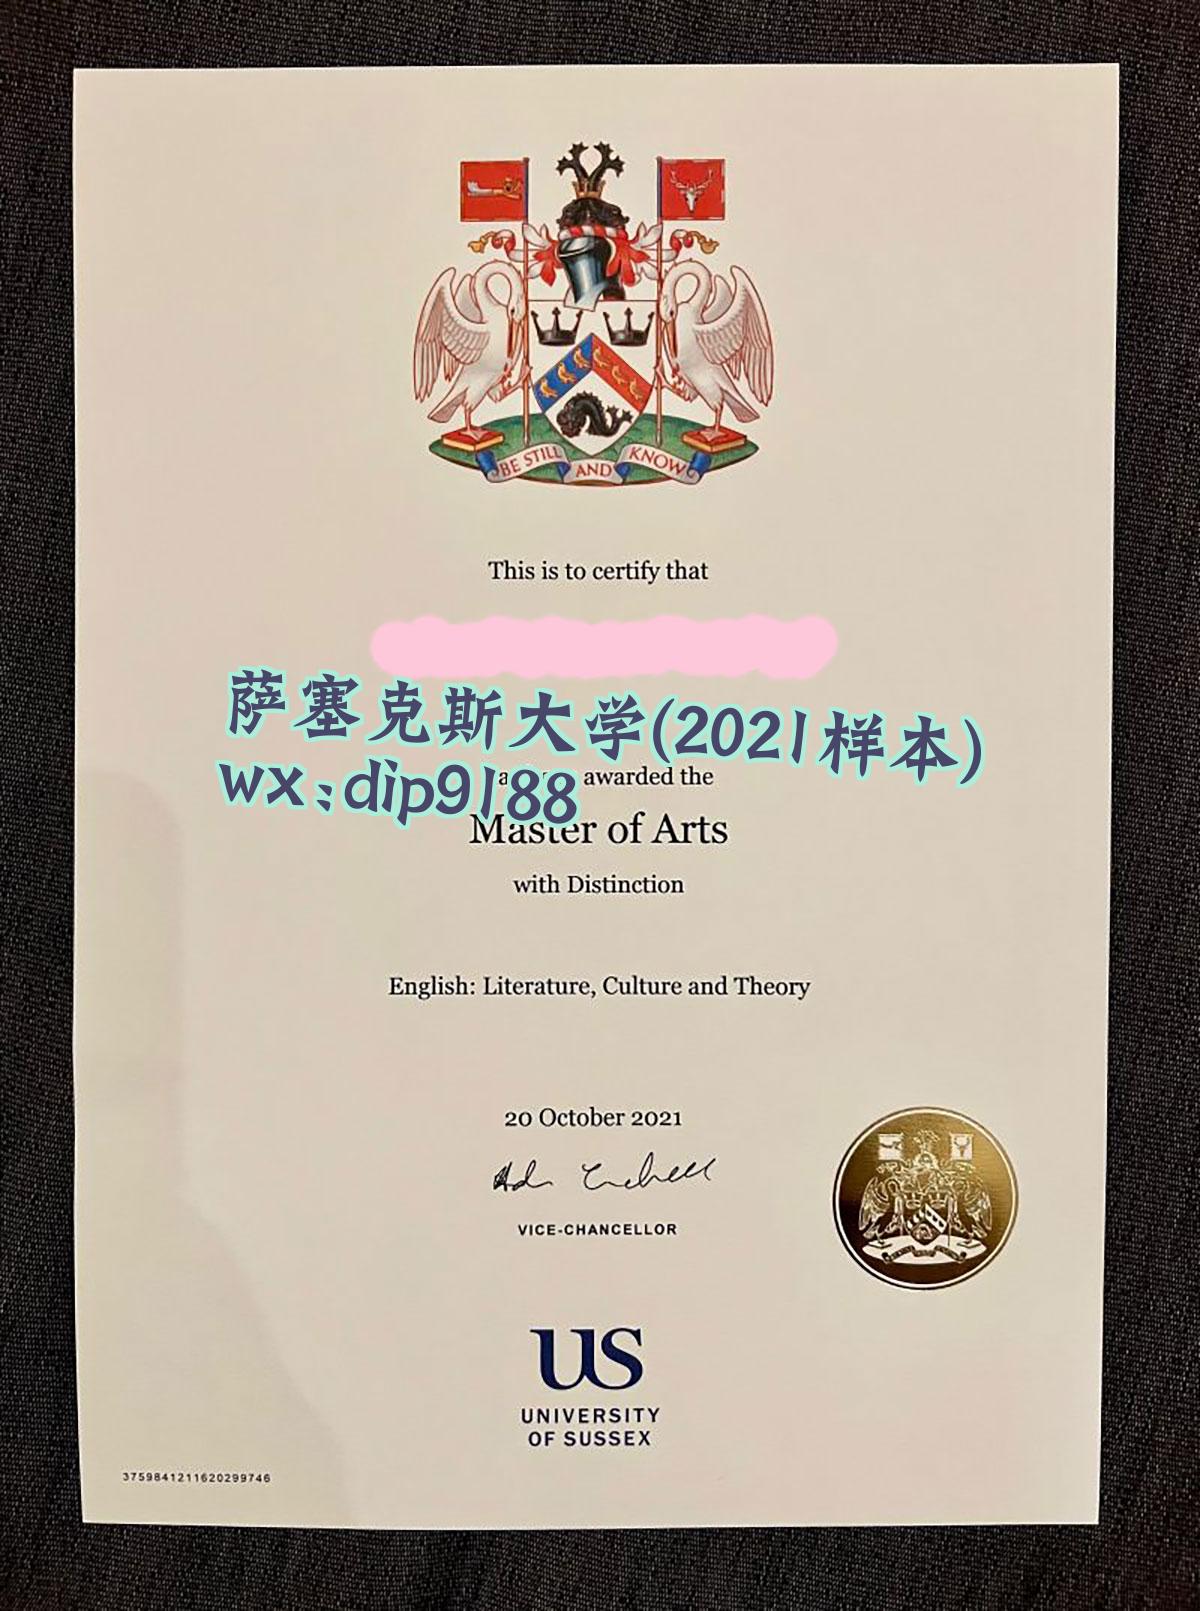 BE STILL AND KNOW
This is to certify that
萨塞克斯大学(2021样本)
wx:dip9188
awarded the
Master of Arts
with Distinction
English: Literature, Culture and Theory
20 October 2021
VICE-CHANCELLOR
US
UNIVERSITY
OF SUSSEX
3759841211620299746